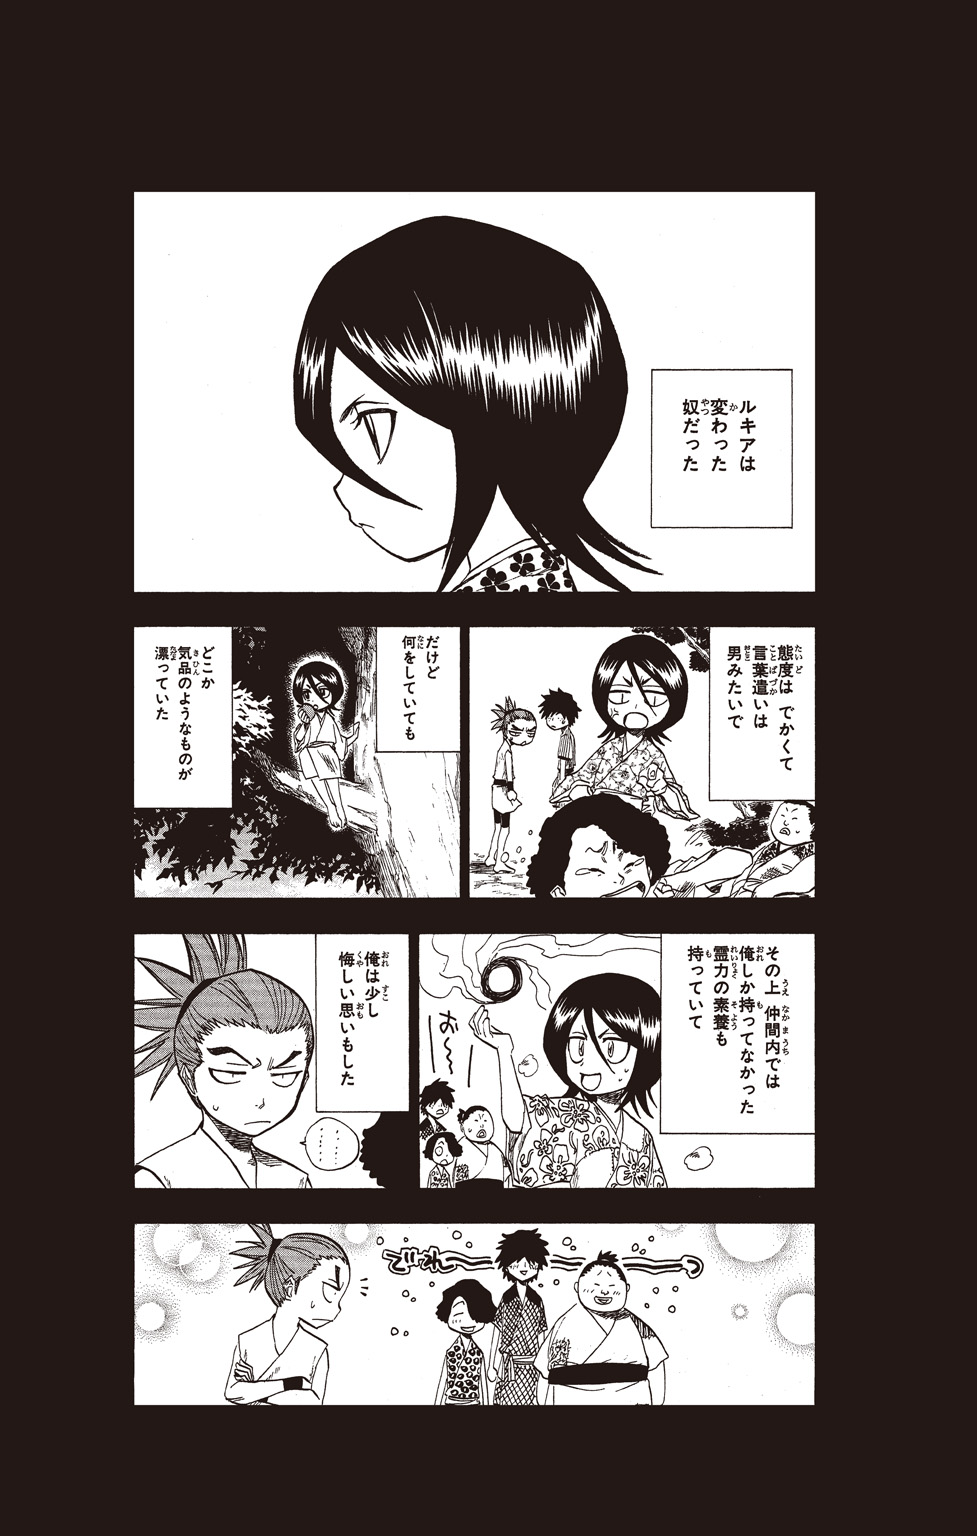 ルキアは
変わった
奴だった
態度は でかくて
言葉遣いは
男みたいで
だけど
何をしていても
どこか
気品のようなものが
漂っていた
その上 仲間内では
俺しか持ってなかった
霊力の素養も
持っていて
お～～
俺は少し
悔しい思いもした
……
でれ～～っ